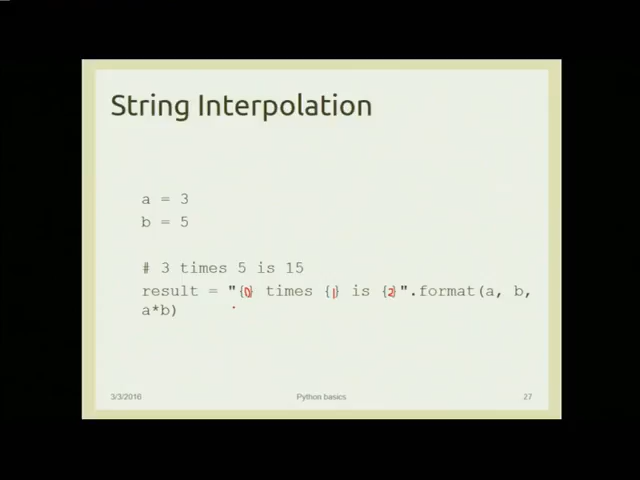 String Interpolation
a = 3
b = 5
# 3 times 5 is 15
result = "{0} times {1} is {2}".format(a, b,
a*b)
3/3/2016 Python basics 27